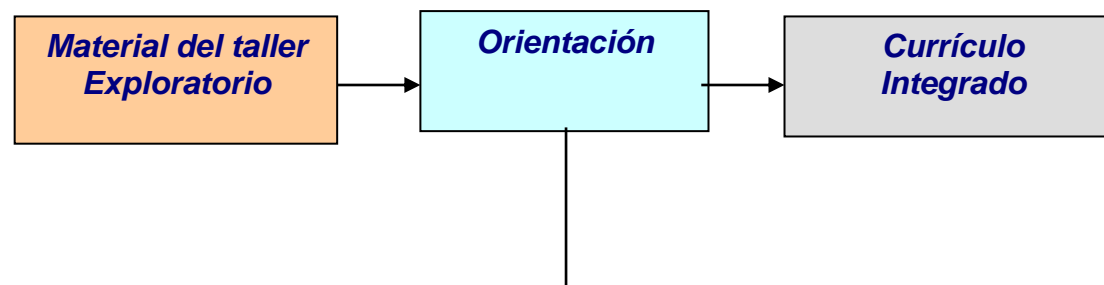 Material del taller
Exploratorio
Orientación
Currículo
Integrado